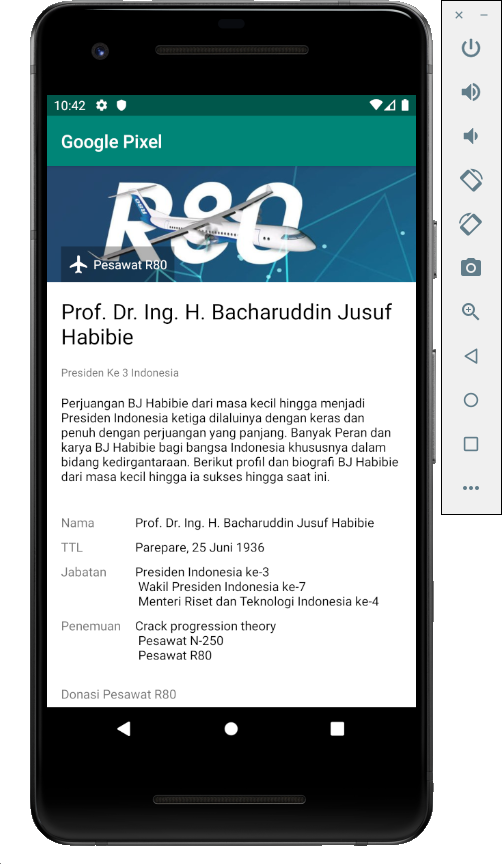 10:42
Google Pixel
R80
Pesawat R80
Prof. Dr. Ing. H. Bacharuddin Jusuf
Habibie
Presiden Ke 3 Indonesia
Perjuangan BJ Habibie dari masa kecil hingga menjadi
Presiden Indonesia ketiga dilaluinya dengan keras dan
penuh dengan perjuangan yang panjang. Banyak Peran dan
karya BJ Habibie bagi bangsa Indonesia khususnya dalam
bidang kedirgantaraan. Berikut profil dan biografi BJ Habibie
dari masa kecil hingga ia sukses hingga saat ini.
Nama Prof. Dr. Ing. H. Bacharuddin Jusuf Habibie
TTL Parepare, 25 Juni 1936
Jabatan Presiden Indonesia ke-3
Wakil Presiden Indonesia ke-7
Menteri Riset dan Teknologi Indonesia ke-4
Penemuan Crack progression theory
Pesawat N-250
Pesawat R80
Donasi Pesawat R80